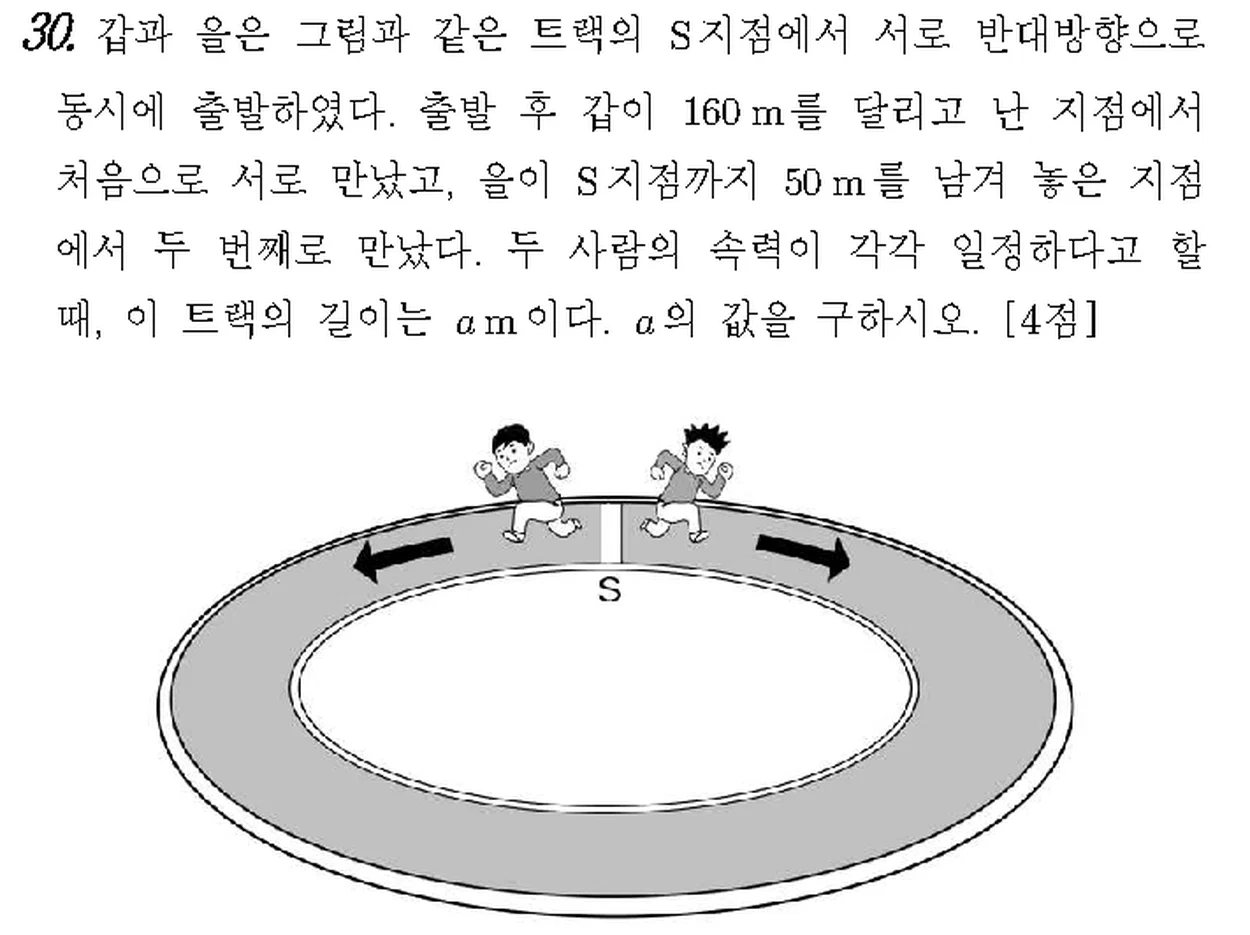 30. 갑과 을은 그림과 같은 트랙의 S지점에서 서로 반대방향으로
동시에 출발하였다. 출발 후 갑이 160 m를 달리고 난 지점에서
처음으로 서로 만났고, 을이 S지점까지 50 m를 남겨 놓은 지점
에서 두 번째로 만났다. 두 사람의 속력이 각각 일정하다고 할
때, 이 트랙의 길이는 a m이다. a의 값을 구하시오. [4점]
S